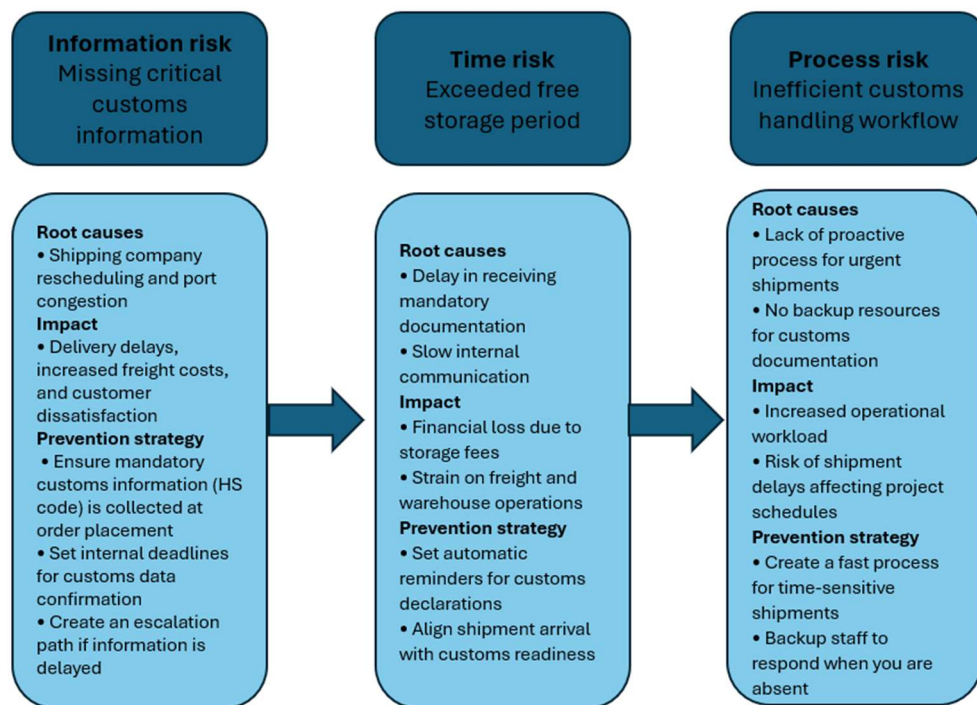 Information risk
Missing critical
customs
information
Time risk
Exceeded free
storage period
Process risk
Inefficient customs
handling workflow
Root causes
• Shipping company
rescheduling and port
congestion
Impact
• Delivery delays,
increased freight costs,
and customer
dissatisfaction
Prevention strategy
• Ensure mandatory
customs information (HS
code) is collected at
order placement
• Set internal deadlines
for customs data
confirmation
• Create an escalation
path if information is
delayed
Root causes
• Delay in receiving
mandatory
documentation
• Slow internal
communication
Impact
• Financial loss due to
storage fees
• Strain on freight and
warehouse operations
Prevention strategy
• Set automatic
reminders for customs
declarations
• Align shipment arrival
with customs readiness
Root causes
• Lack of proactive
process for urgent
shipments
• No backup resources
for customs
documentation
Impact
• Increased operational
workload
• Risk of shipment
delays affecting project
schedules
Prevention strategy
• Create a fast process
for time-sensitive
shipments
• Backup staff to
respond when you are
absent